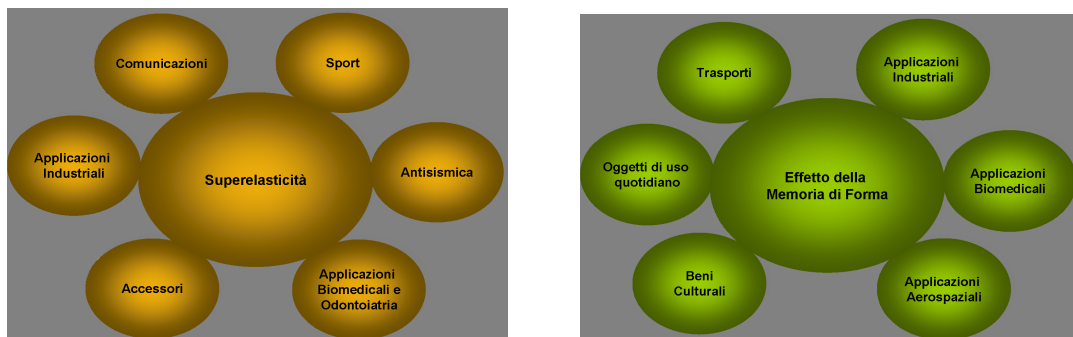 Comunicazioni
Sport
Applicazioni
Industriali
Superelasticità
Antisismica
Accessori
Applicazioni
Biomedicali e
Odontoiatria
Trasporti
Applicazioni
Industriali
Oggetti di uso
quotidiano
Effetto della
Memoria di Forma
Applicazioni
Biomedicali
Beni
Culturali
Applicazioni
Aerospaziali